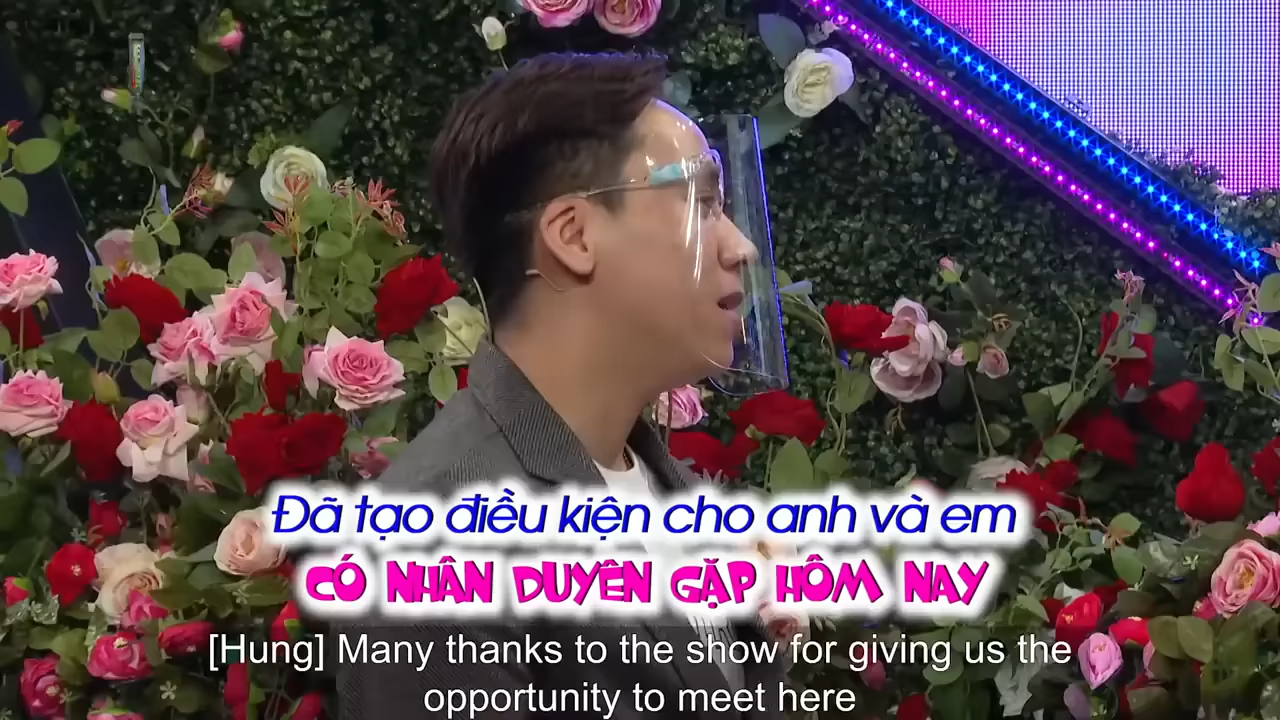 Đã tạo điều kiện cho anh và em
CÓ NHÂN DUYÊN GẶP HÔM NAY
[Hung] Many thanks to the show for giving us the
opportunity to meet here